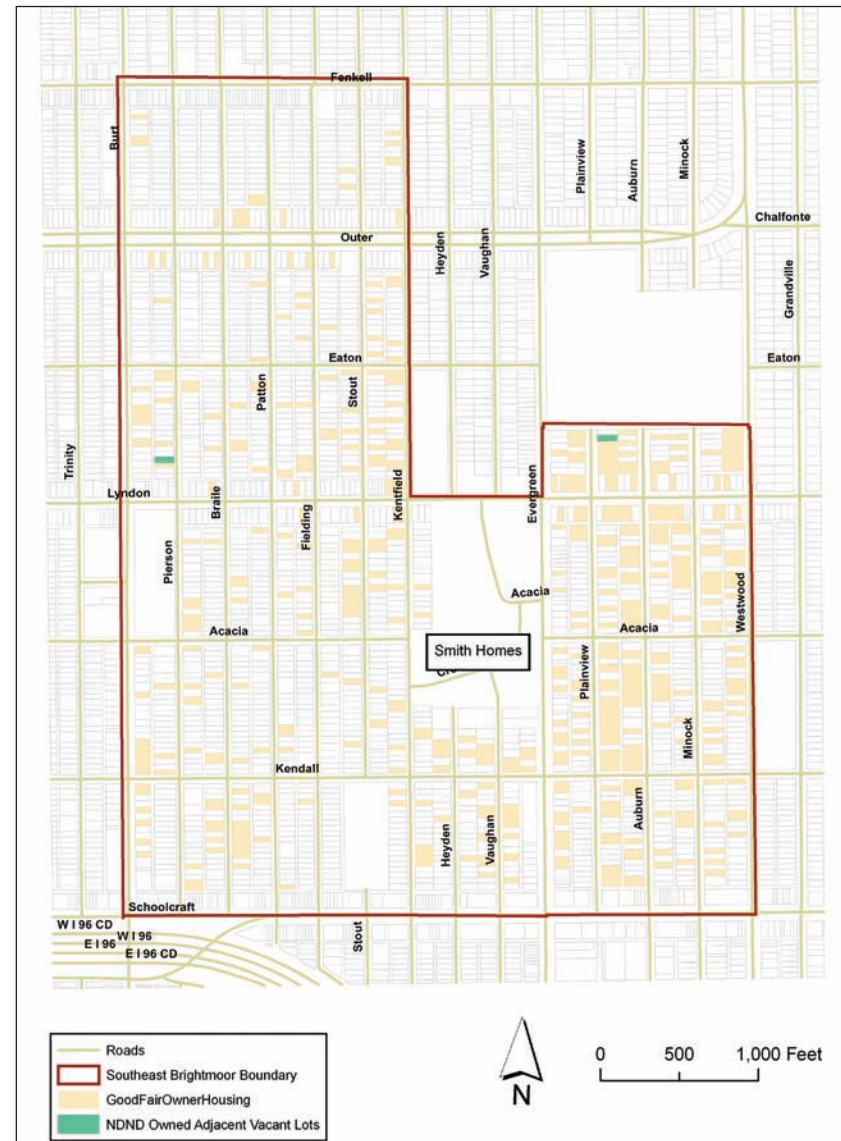 Fenkell
Burt
Plainview
Auburn
Minock
Chalfonte
Outer
Heyden
Vaughan
Grandville
Eaton
Eaton
Patton
Stout
Trinity
Lyndon
Braile
Fielding
Kentfield
Evergreen
Pierson
Acacia
Acacia
Acacia
Westwood
Smith Homes
Plainview
Minock
Kendall
Auburn
Heyden
Vaughan
Schoolcraft
W I 96 CD
W I 96
E I 96
E I 96 CD
Stout
Roads
Southeast Brightmoor Boundary
GoodFairOwnerHousing
NDND Owned Adjacent Vacant Lots
N
0 500 1,000 Feet